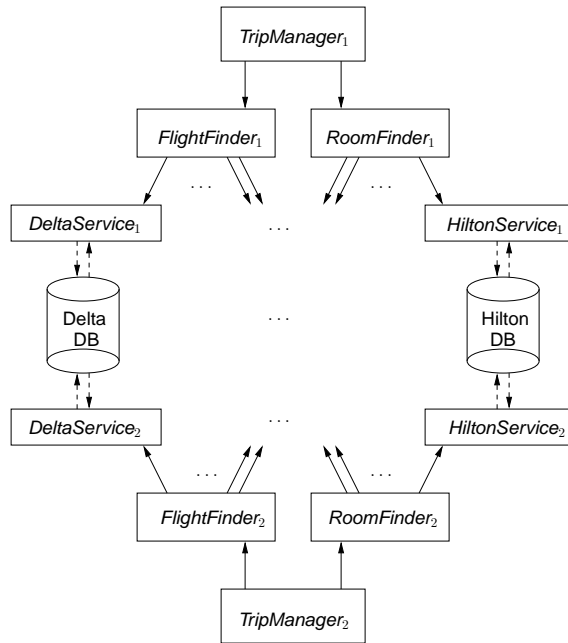 TripManager₁
FlightFinder₁ RoomFinder₁
... ...
DeltaService₁ ... HiltonService₁
Delta Hilton
DB ... DB
...
DeltaService₂ HiltonService₂
... ...
FlightFinder₂ RoomFinder₂
TripManager₂